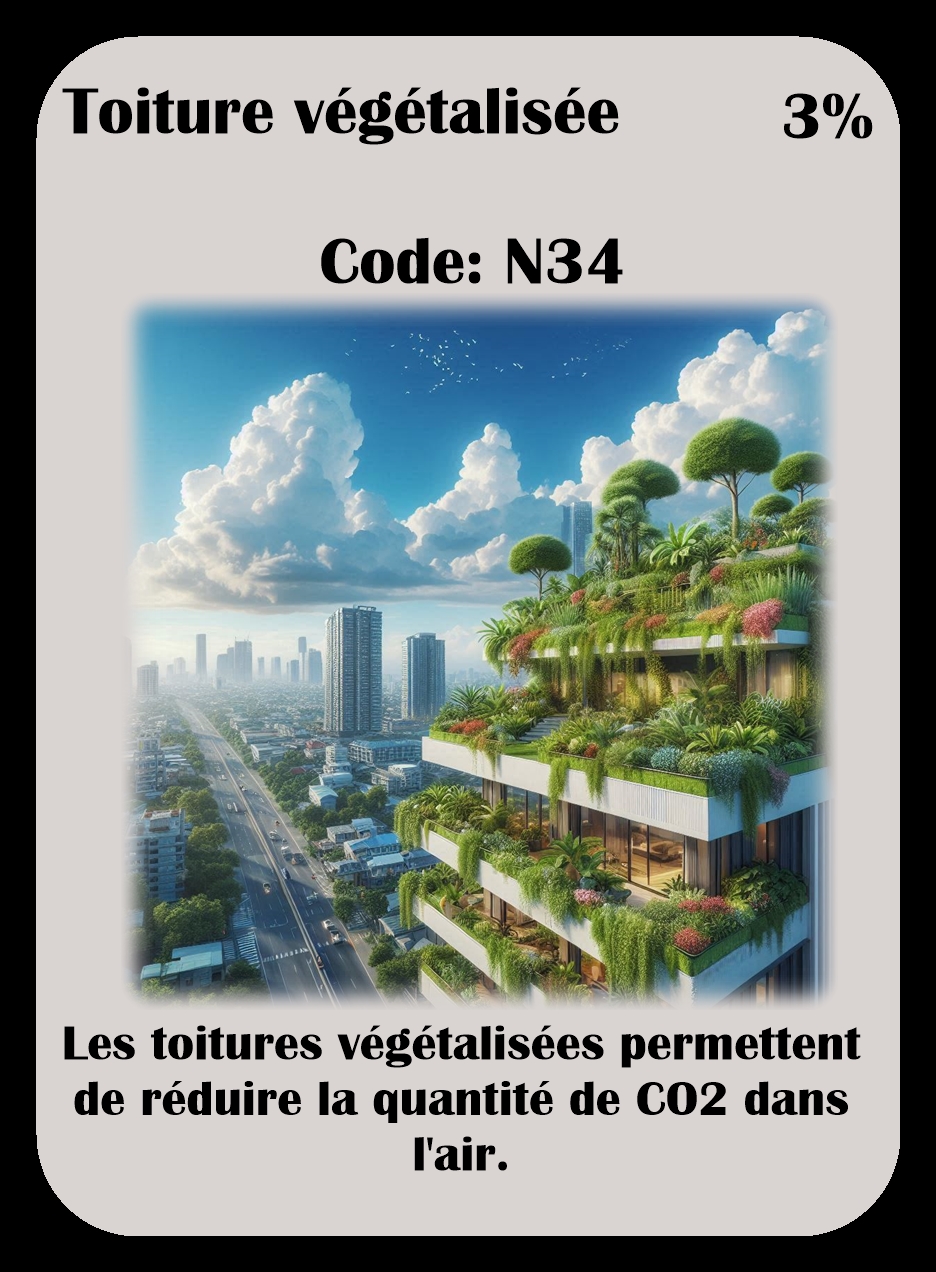 Toiture végétalisée 3%
Code: N34
Les toitures végétalisées permettent
de réduire la quantité de CO2 dans
l'air.